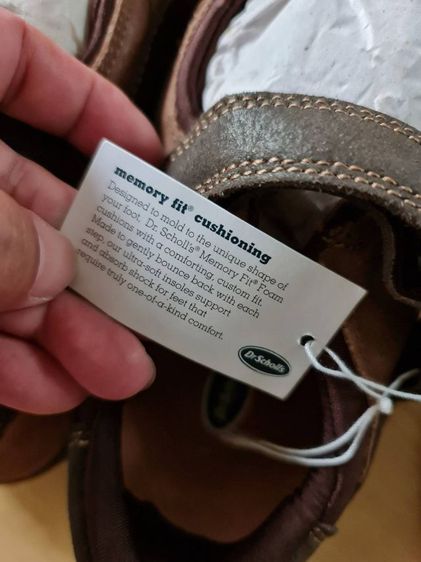 memory fit® cushioning
Designed to mold to the unique shape of
your foot, Dr. Scholl's® Memory Fit® Foam
cushions with a comforting, custom fit.
Made to gently bounce back with each
step, our ultra-soft insoles support
and absorb shock for feet that
require truly one-of-a-kind comfort.
Dr. Scholl's